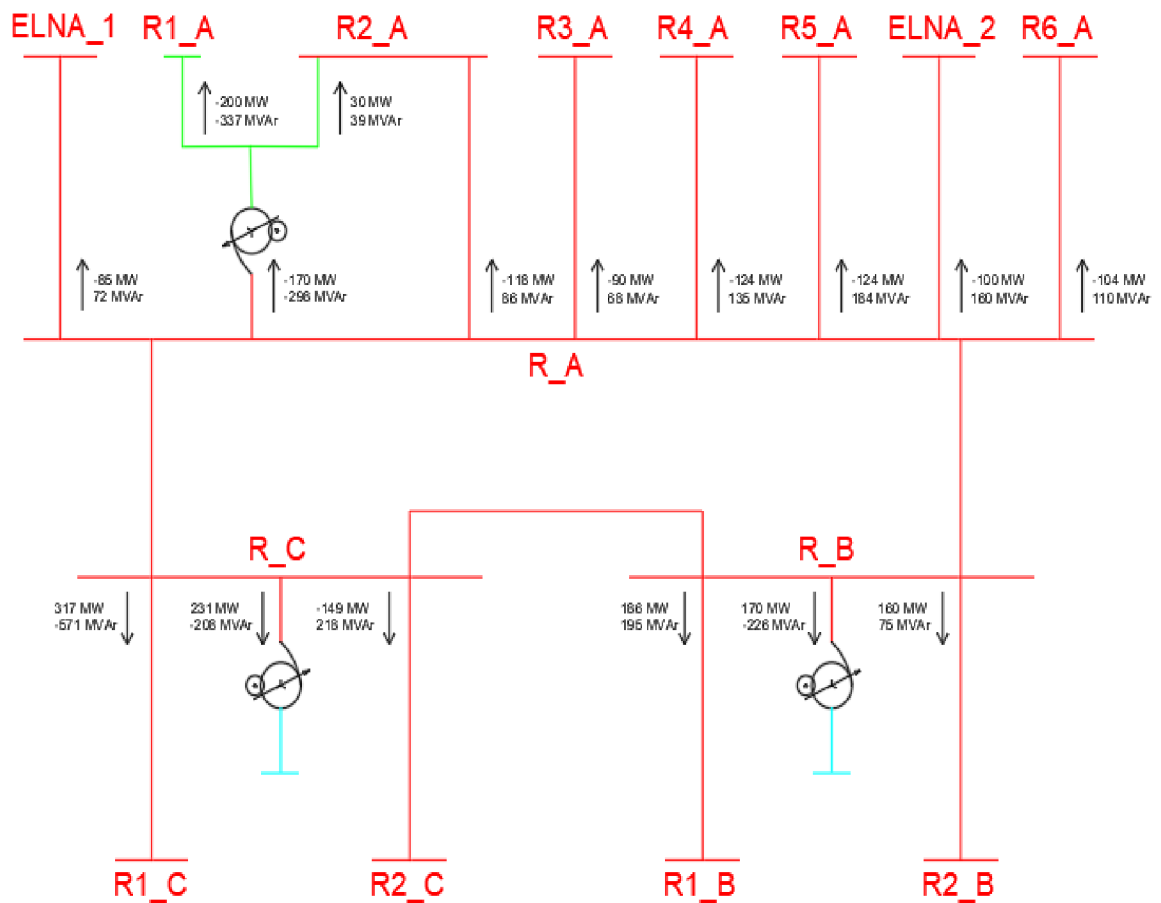 ELNA_1 R1_A R2_A R3_A R4_A R5_A ELNA_2 R6_A
-200 MW
-337 MVAr
30 MW
39 MVAr
-85 MW
72 MVAr
-170 MW
-296 MVAr
-118 MW
86 MVAr
-90 MW
68 MVAr
-124 MW
135 MVAr
-124 MW
184 MVAr
-100 MW
160 MVAr
-104 MW
110 MVAr
R_A
R_C R_B
317 MW
-571 MVAr
231 MW
-208 MVAr
-149 MW
218 MVAr
186 MW
195 MVAr
170 MW
-226 MVAr
160 MW
75 MVAr
R1_C R2_C R1_B R2_B